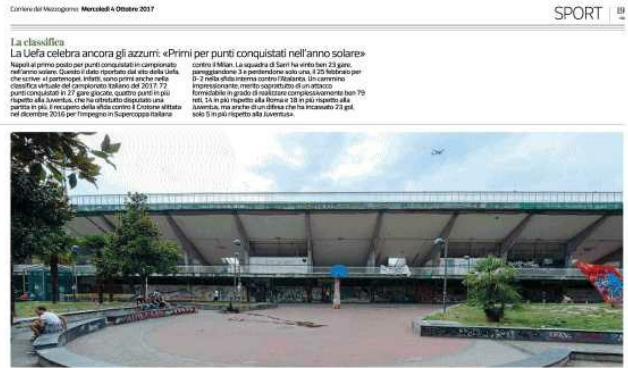 Corriere del Mezzogiorno Mercoledì 4 Ottobre 2017
SPORT
La classifica
La Uefa celebra ancora gli azzurri: «Primi per punti conquistati nell'anno solare»
Napoli al primo posto per punti conquistati in campionato
nell'anno solare. Questo il dato riportato dal sito della Uefa,
che scrive: «I partenopei, infatti, sono primi anche nella
classifica virtuale del campionato italiano del 2017: 72
punti conquistati in 27 gare giocate, quattro punti in più
rispetto alla Juventus, che ha oltretutto disputato una
partita in più, il recupero della sfida contro il Crotone slittata
nel dicembre 2016 per l'impegno in Supercoppa italiana
contro il Milan. La squadra di Sarri ha vinto ben 23 gare,
pareggiandone 3 e perdendone solo una, il 25 febbraio per
0-2 nella sfida interna contro l'Atalanta. Un cammino
impressionante, merito soprattutto di un attacco
formidabile in grado di realizzare complessivamente ben 79
reti, 14 in più rispetto alla Roma e 18 in più rispetto alla
Juventus, ma anche di un difesa che ha incassato 23 gol,
solo 5 in più rispetto alla Juventus».